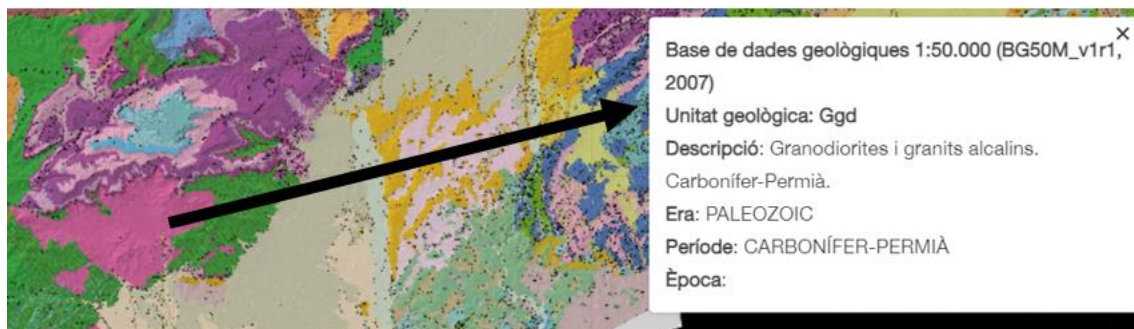 ×
Base de dades geològiques 1:50.000 (BG50M_v1r1,
2007)
Unitat geològica: Ggd
Descripció: Granodiorites i granits alcalins.
Carbonífer-Permià.
Era: PALEOZOIC
Període: CARBONÍFER-PERMIÀ
Època: